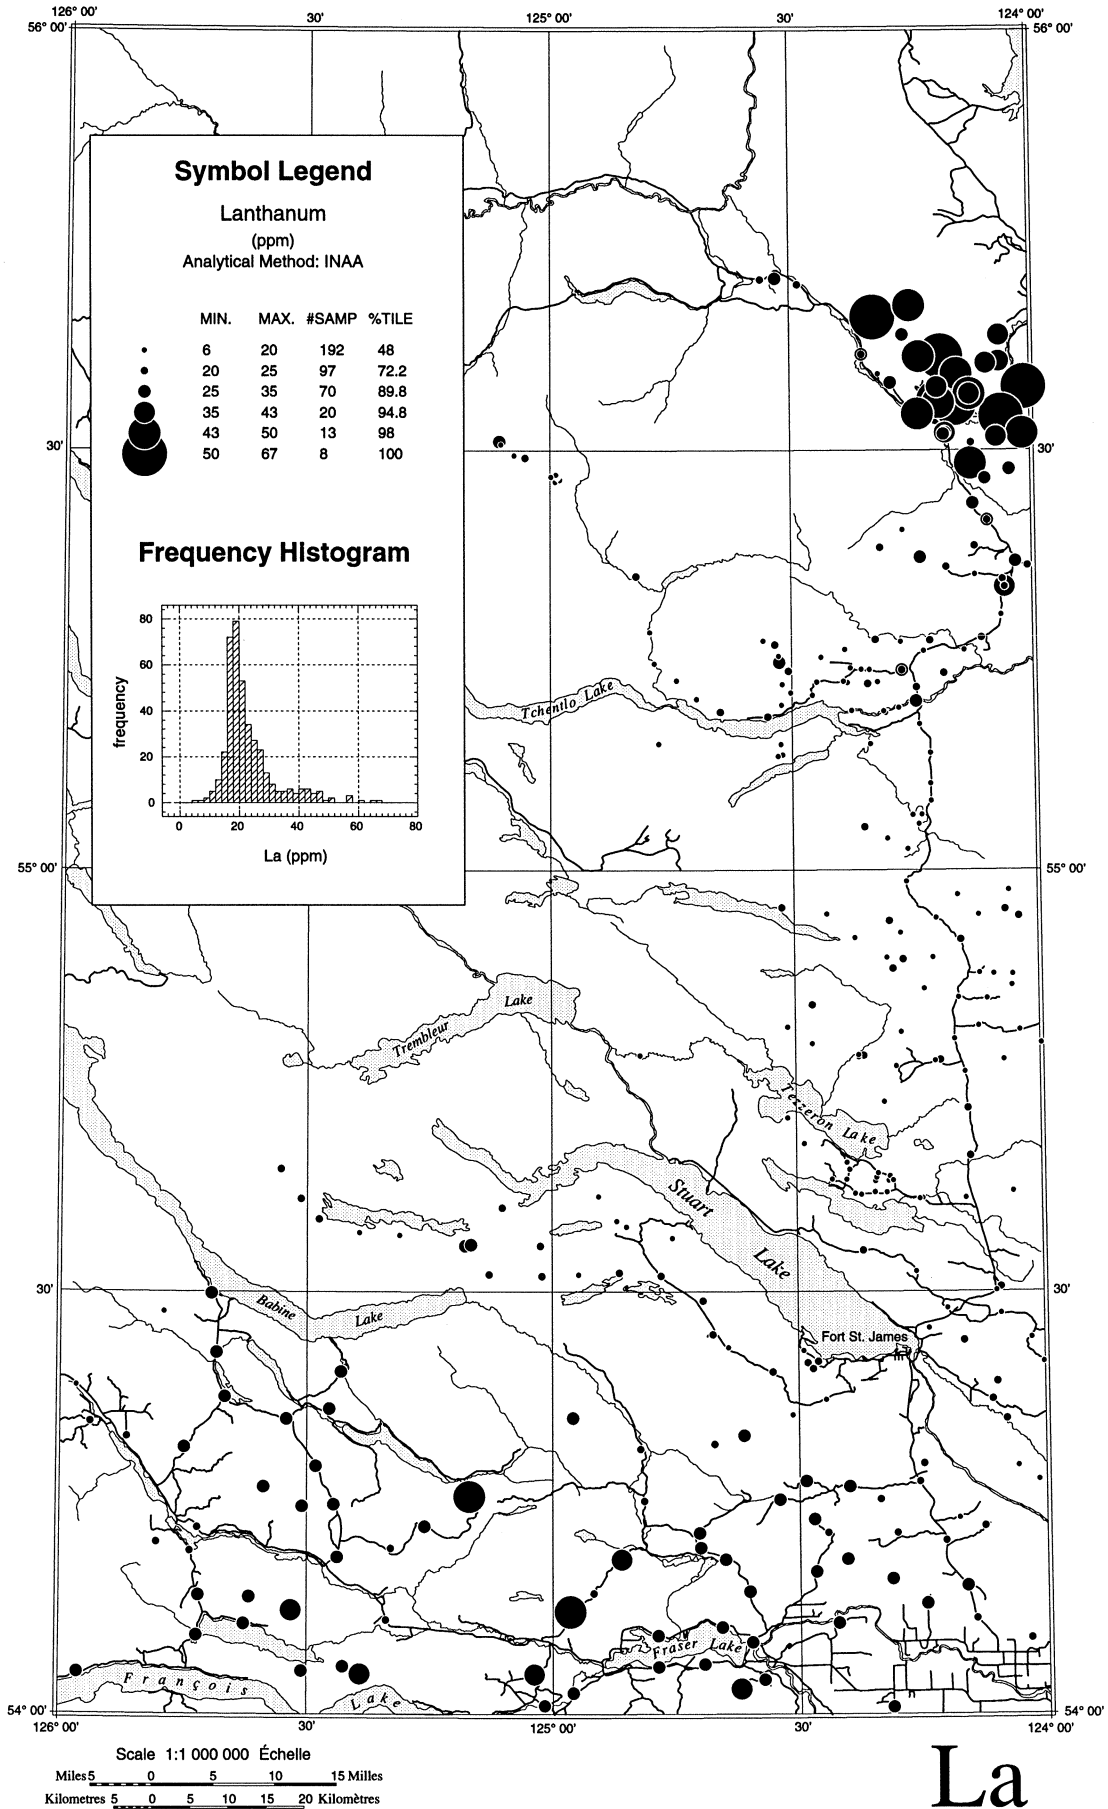 126° 00' 30' 125° 00' 30' 124° 00'
56° 00' 56° 00'
Symbol Legend
Lanthanum
(ppm)
Analytical Method: INAA
MIN. MAX. #SAMP %TILE
6 20 192 48
20 25 97 72.2
25 35 70 89.8
35 43 20 94.8
43 50 13 98
50 67 8 100
30' 30'
Frequency Histogram
80
60
40
20
0
frequency
0 20 40 60 80
La (ppm)
Tchentlo Lake
55° 00' 55° 00'
Trembleur Lake
Tezzeron Lake
Stuart Lake
30' 30'
Babine Lake
Fort St. James
Fraser Lake
François Lake
54° 00' 54° 00'
126° 00' 30' 125° 00' 30' 124° 00'
Scale 1:1 000 000 Échelle
Miles 5 0 5 10 15 Milles
Kilometres 5 0 5 10 15 20 Kilomètres
La